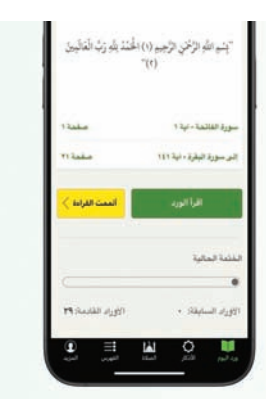 "بِسْمِ اللَّهِ الرَّحْمَٰنِ الرَّحِيمِ (١) الْحَمْدُ لِلَّهِ رَبِّ الْعَالَمِينَ
(٢)"
سورة الفاتحة - آية ١ صفحة ١
إلى سورة البقرة - آية ١٤١ صفحة ٢١
اقرأ الورد أتممت القراءة
الختمة الحالية
الأوراد السابقة: ٠ الأوراد القادمة: ٢٩
ورد اليوم الأذكار الصلاة الفهرس المزيد